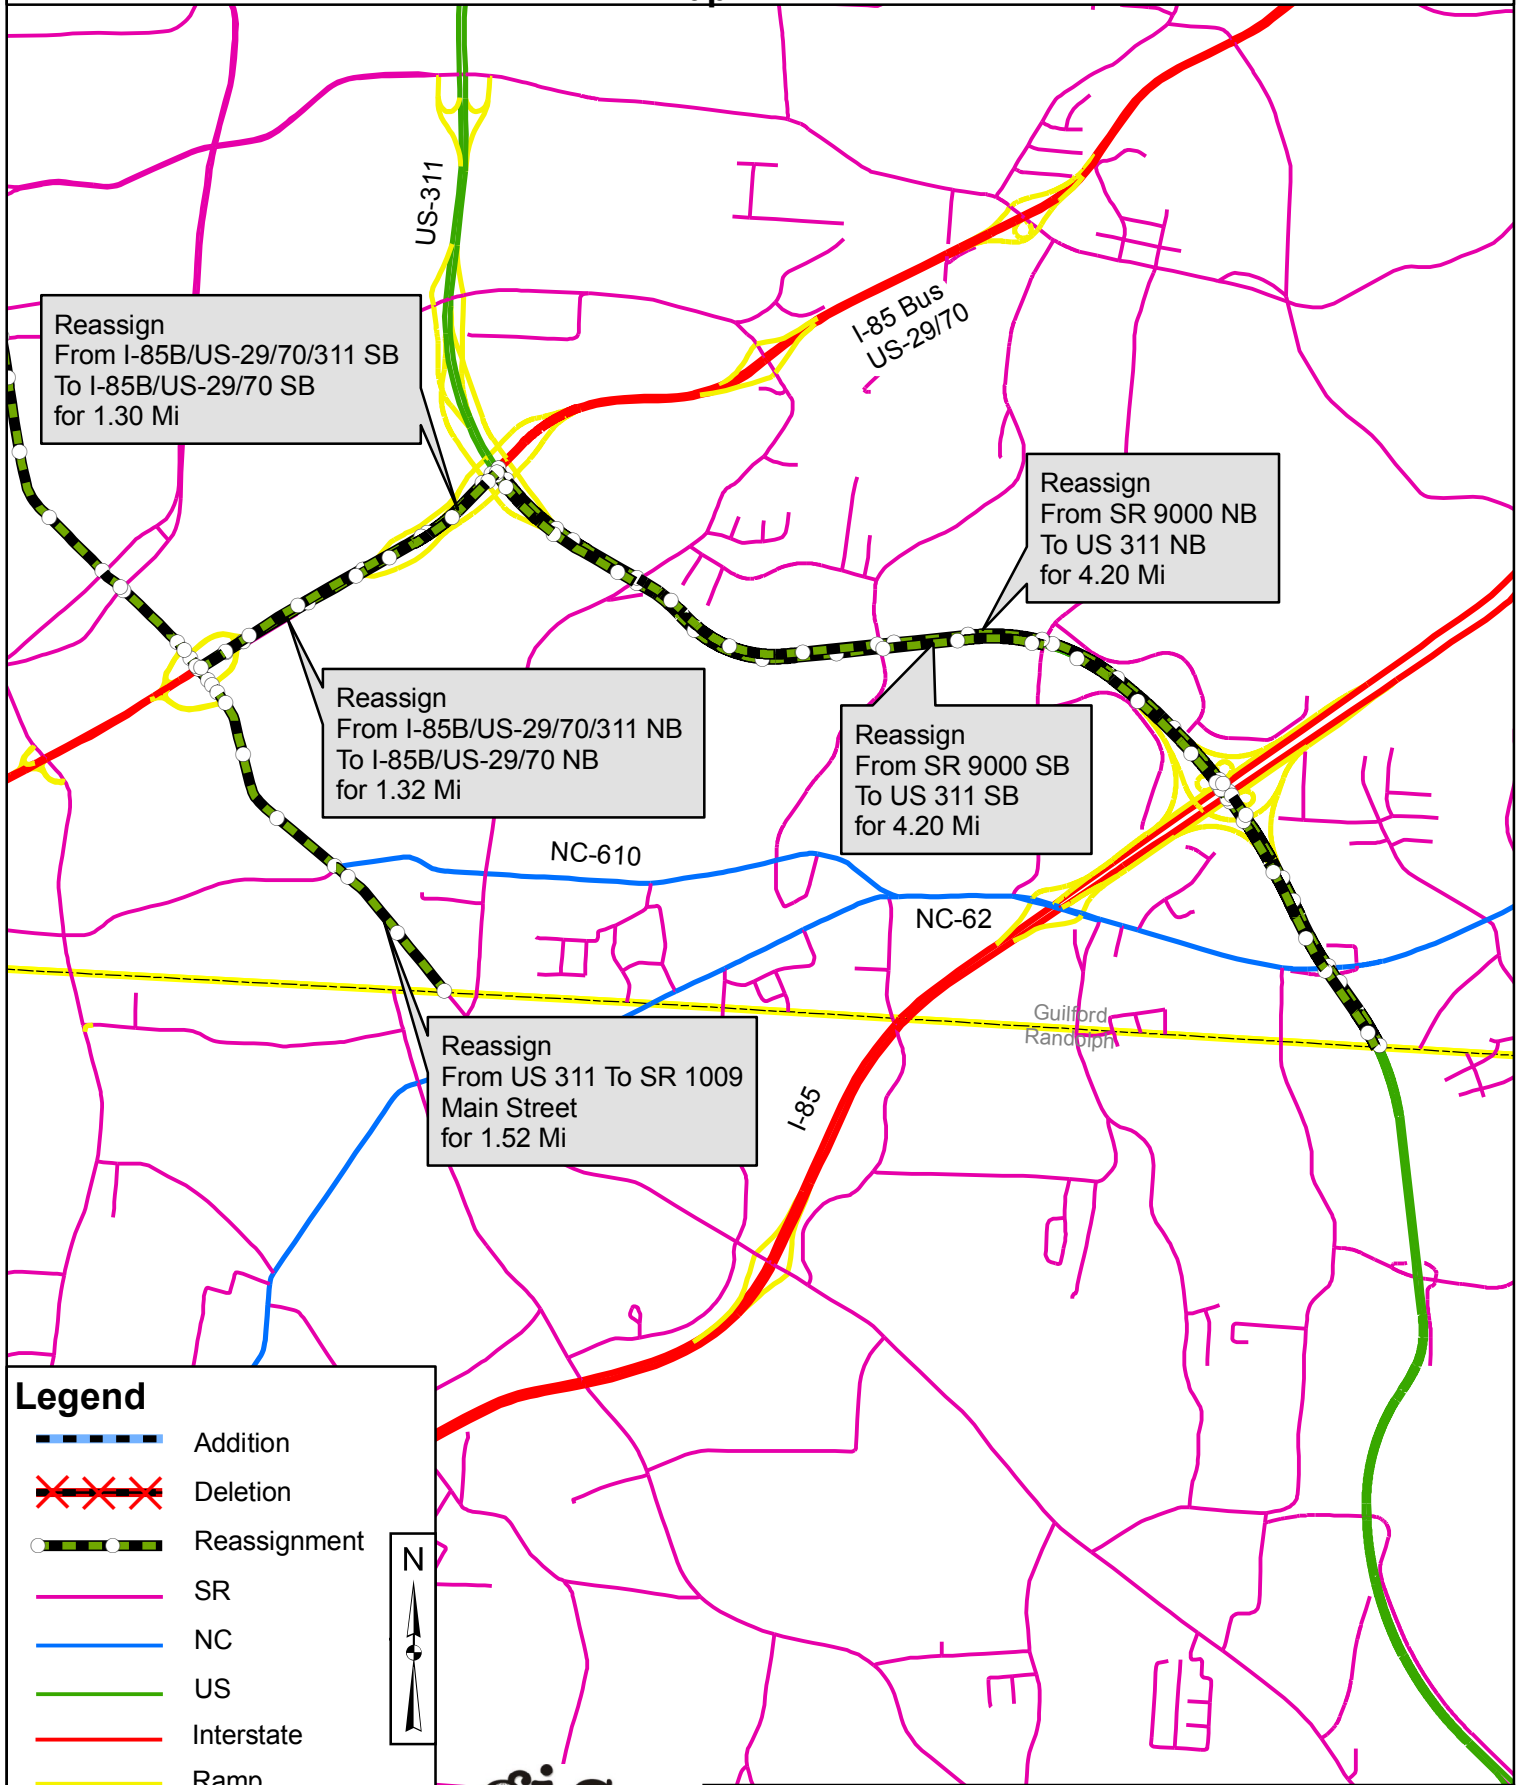 US-311
I-85 Bus
US-29/70
Reassign
From I-85B/US-29/70/311 SB
To I-85B/US-29/70 SB
for 1.30 Mi
Reassign
From SR 9000 NB
To US 311 NB
for 4.20 Mi
Reassign
From I-85B/US-29/70/311 NB
To I-85B/US-29/70 NB
for 1.32 Mi
Reassign
From SR 9000 SB
To US 311 SB
for 4.20 Mi
NC-610
NC-62
Guilford
Randolph
Reassign
From US 311 To SR 1009
Main Street
for 1.52 Mi
I-85
Legend
Addition
Deletion
Reassignment
SR
NC
US
Interstate
Ramp
N